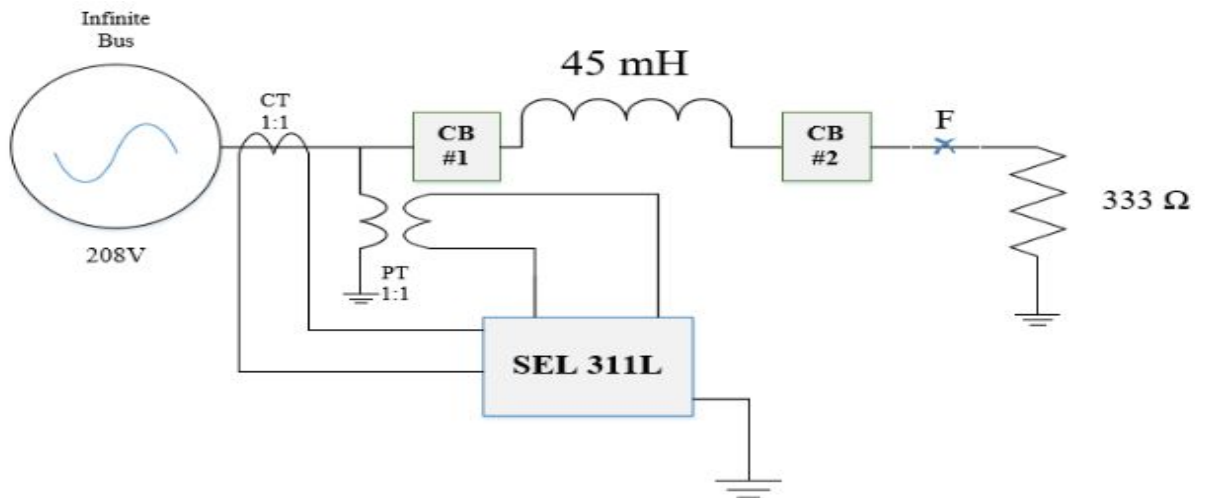 Infinite
Bus
45 mH
CT
1:1
CB
#1
CB
#2
F
333 Ω
208V
PT
1:1
SEL 311L